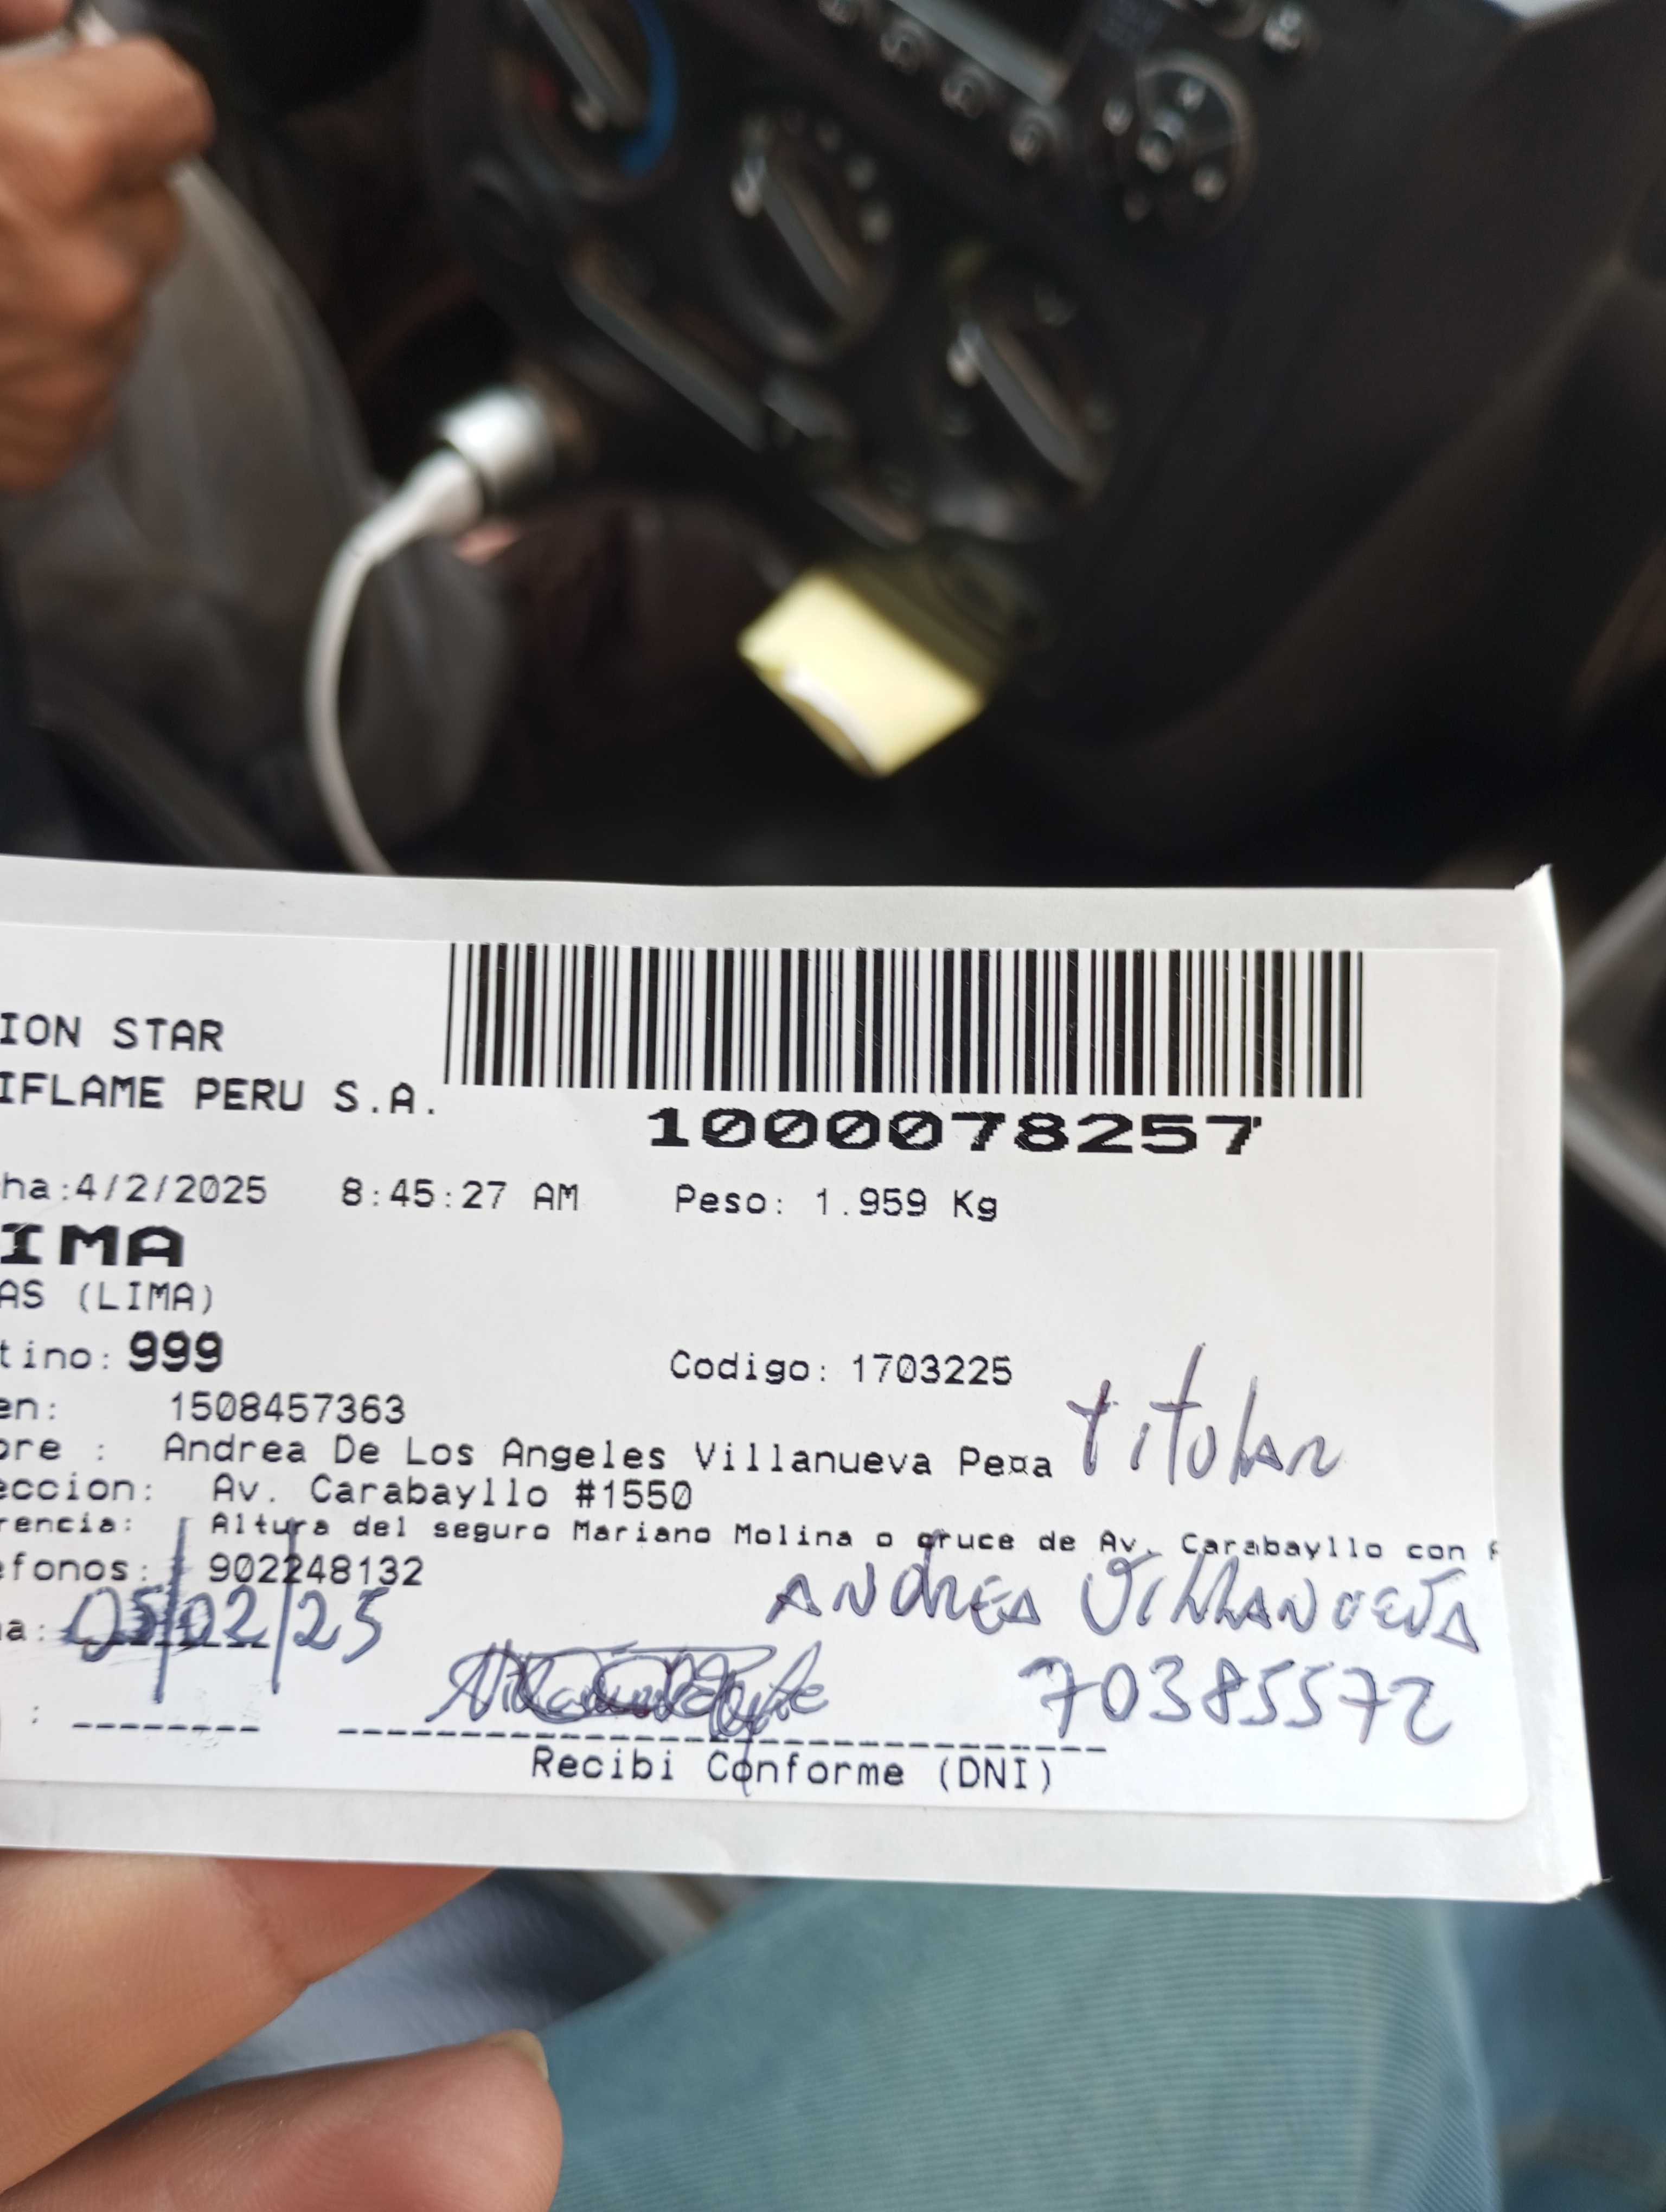 ION STAR
IFLAME PERU S.A.
1000078257
ha:4/2/2025 8:45:27 AM Peso: 1.959 Kg
IMA
AS (LIMA)
tino: 999
Codigo: 1703225
en: 1508457363
bre : Andrea De Los Angeles Villanueva Pe¤a titular
eccion: Av. Carabayllo #1550
rencia: Altura del seguro Mariano Molina o cruce de Av. Carabayllo con
efonos: 902248132
ANdREA VILLANUEVA
a: 05/02/25
70385572
:
Recibi Conforme (DNI)